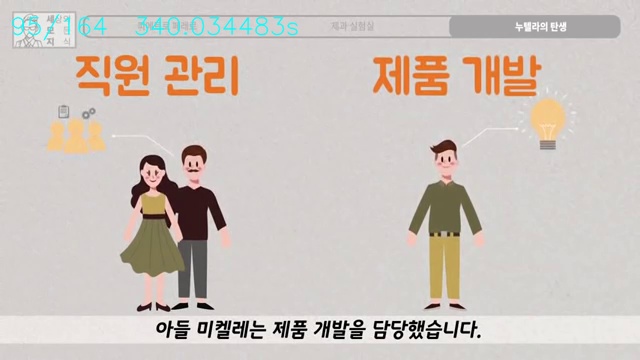 95/164 340.034483s
제과 실험실
누텔라의 탄생
직원 관리
제품 개발
아들 미켈레는 제품 개발을 담당했습니다.